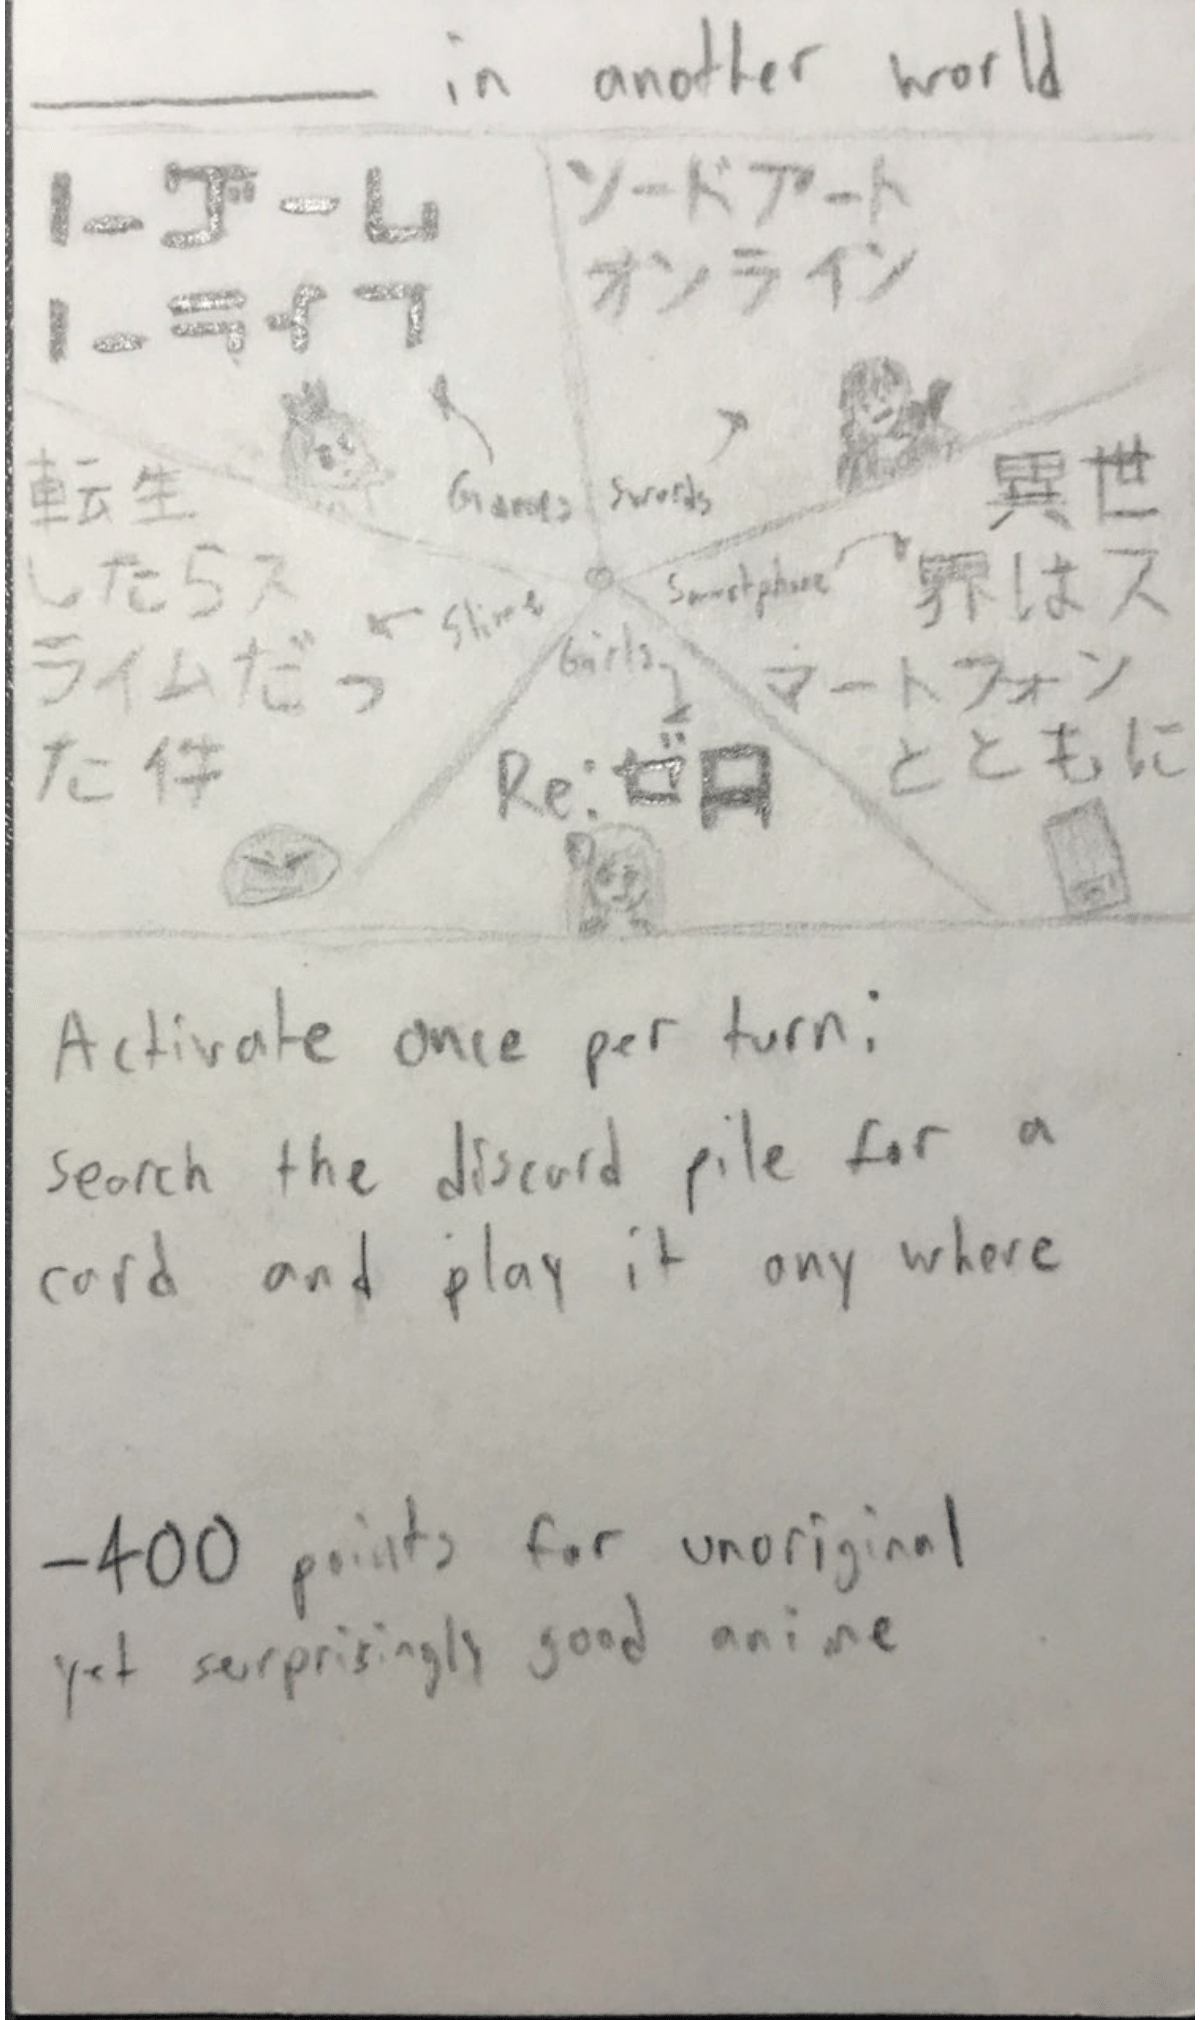 ________ in another world
ノーゲーム
ノーライフ
ソードアート
オンライン
Games
Swords
転生
したらス
ライムだっ
た件
Slime
Smartphone
異世
界はス
マートフォン
とともに
Girls
Re:ゼロ
Activate once per turn:
search the discard pile for a
card and play it any where
-400 points for unoriginal
yet surprisingly good anime